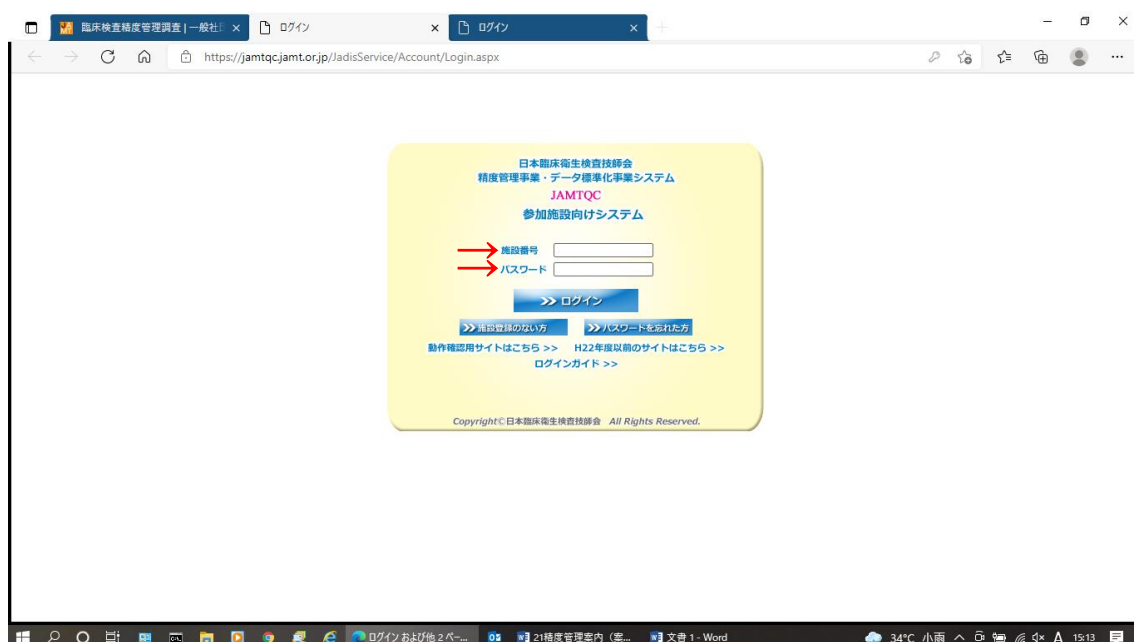 臨床検査精度管理調査 | 一般社団
ログイン
ログイン
https://jamtqc.jamt.or.jp/JadisService/Account/Login.aspx
日本臨床衛生検査技師会
精度管理事業・データ標準化事業システム
JAMTQC
参加施設向けシステム
施設番号
パスワード
>> ログイン
>> 施設登録のない方 >> パスワードを忘れた方
動作確認用サイトはこちら >> H22年度以前のサイトはこちら >>
ログインガイド >>
Copyright©日本臨床衛生検査技師会 All Rights Reserved.
ログイン および他 2 ペー... 21精度管理案内（案... 文書 1 - Word 34°C 小雨 A 15:13